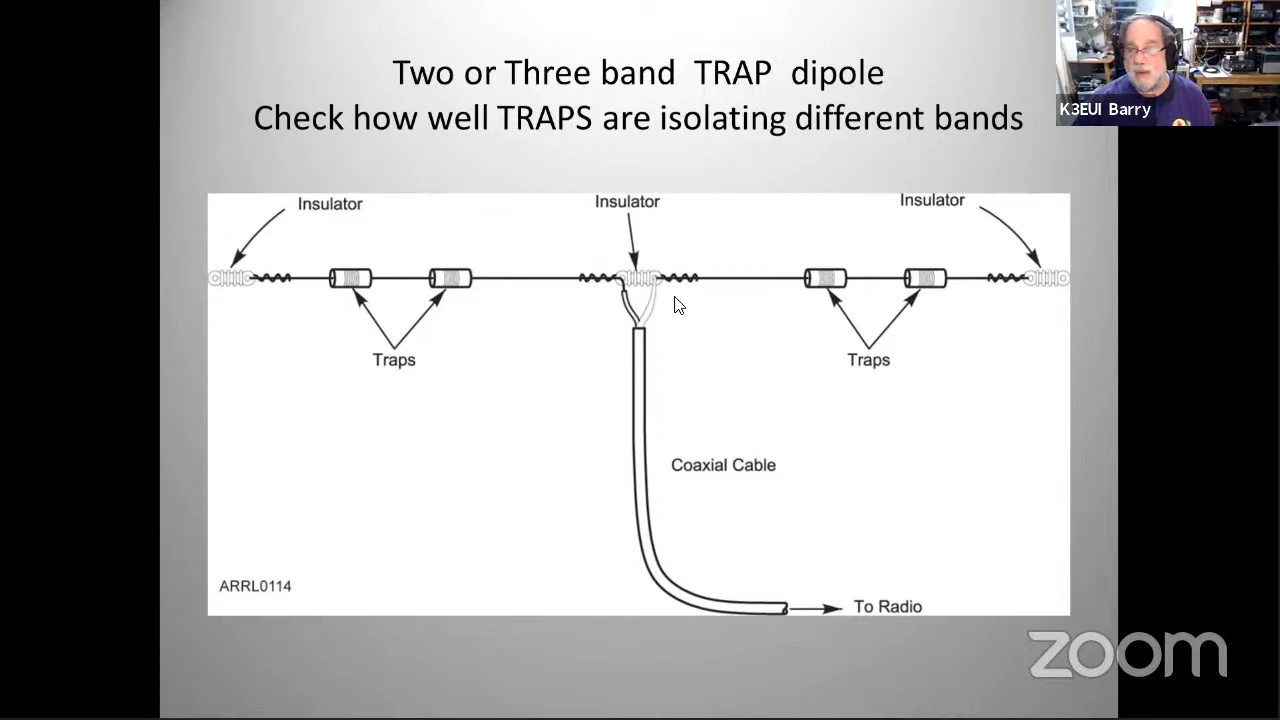 Two or Three band TRAP dipole
Check how well TRAPS are isolating different bands
K3EUI Barry
Insulator
Insulator
Insulator
Traps
Traps
Coaxial Cable
ARRL0114
To Radio
zoom